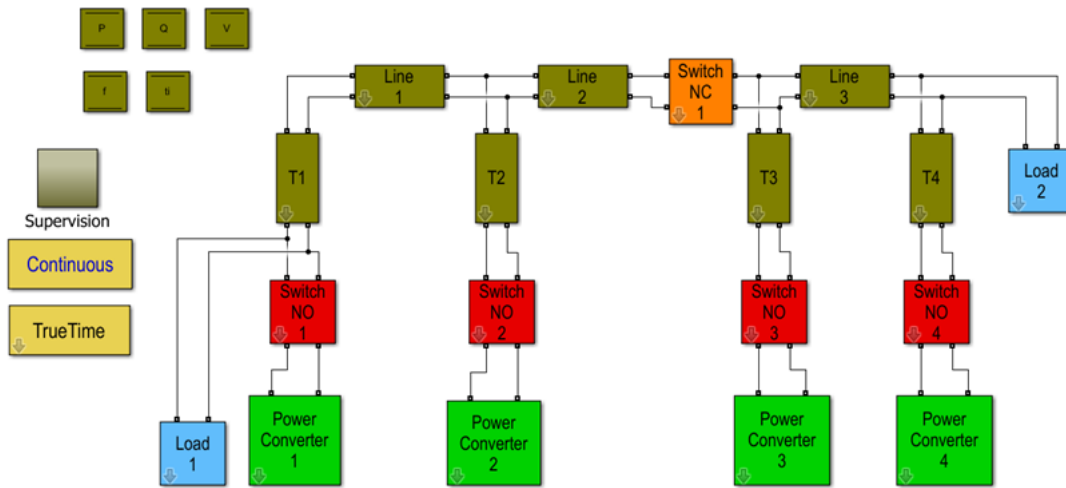 P
Q
V
f
ti
Supervision
Continuous
TrueTime
Line
1
Line
2
Switch
NC
1
Line
3
T1
T2
T3
T4
Load
2
Switch
NO
1
Switch
NO
2
Switch
NO
3
Switch
NO
4
Load
1
Power
Converter
1
Power
Converter
2
Power
Converter
3
Power
Converter
4